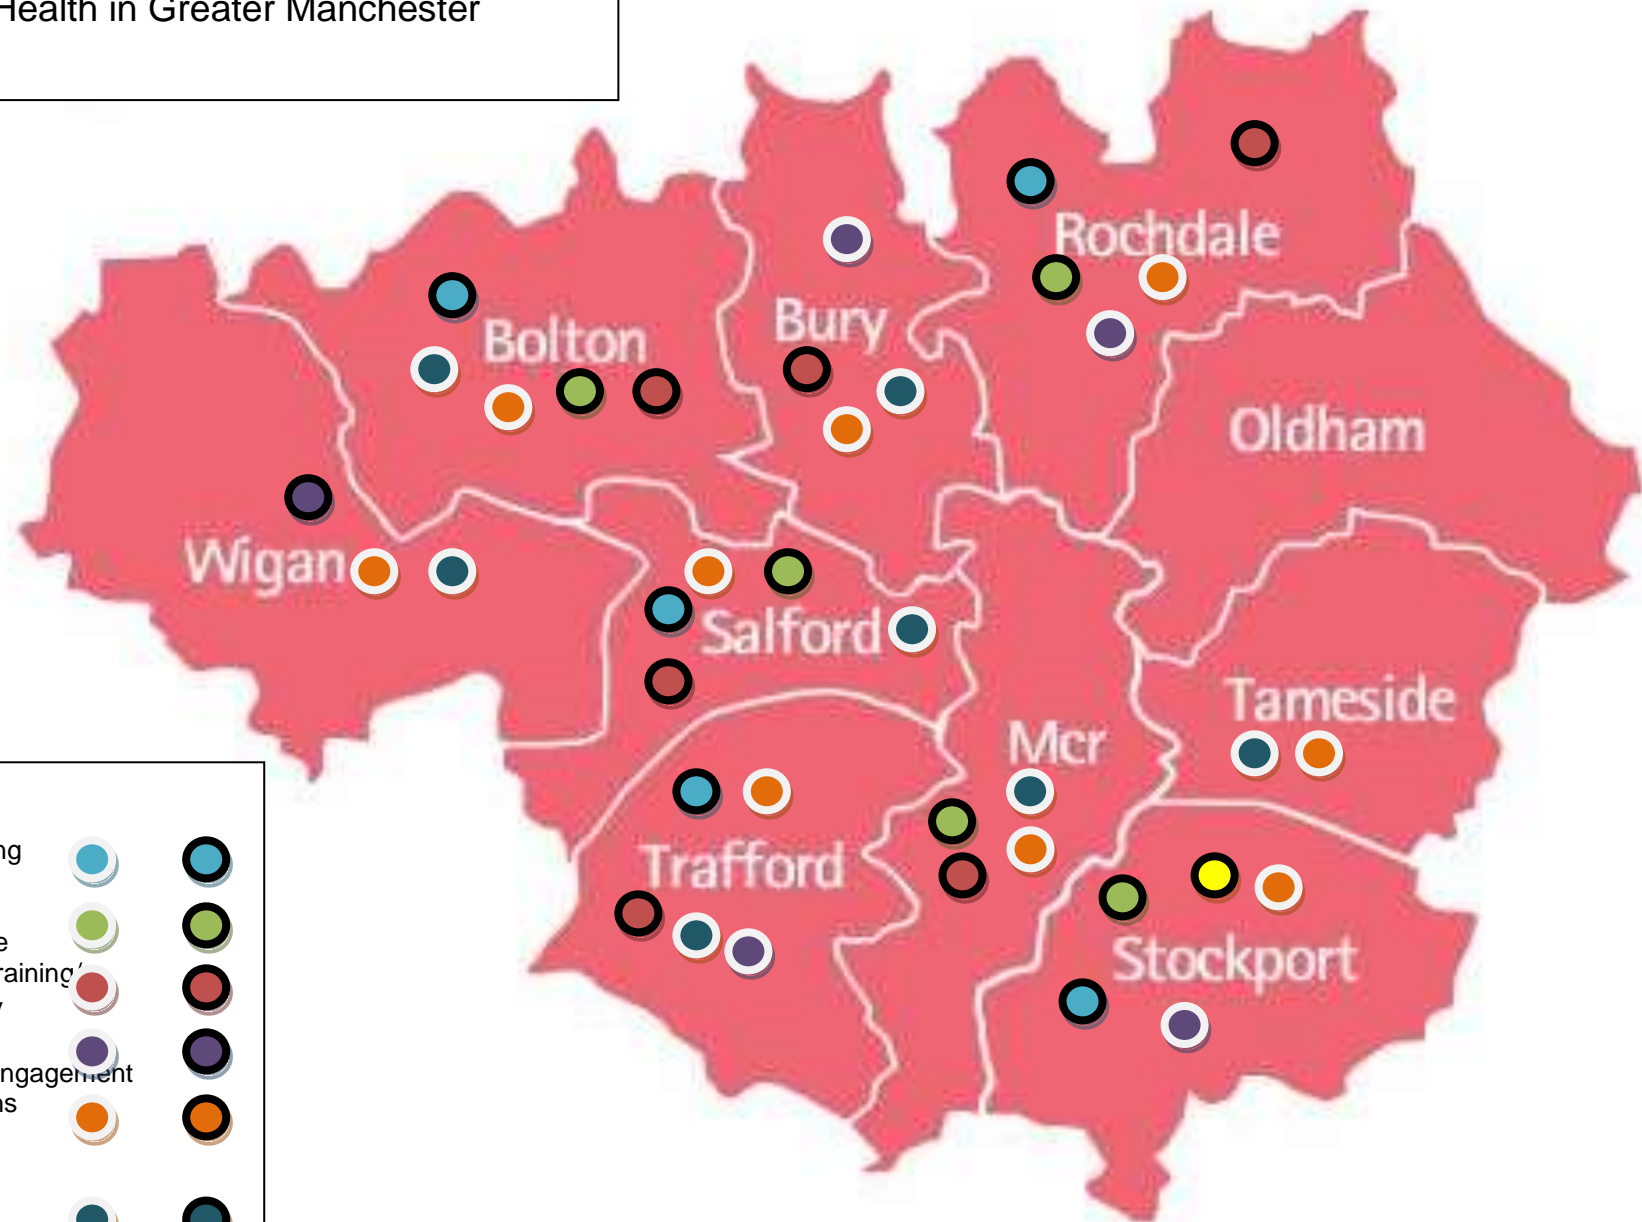 Health in Greater Manchester
Rochdale
Bury
Bolton
Oldham
Wigan
Salford
Tameside
Mcr
Trafford
Stockport
ng
e
raining/
y
ngagement
ns